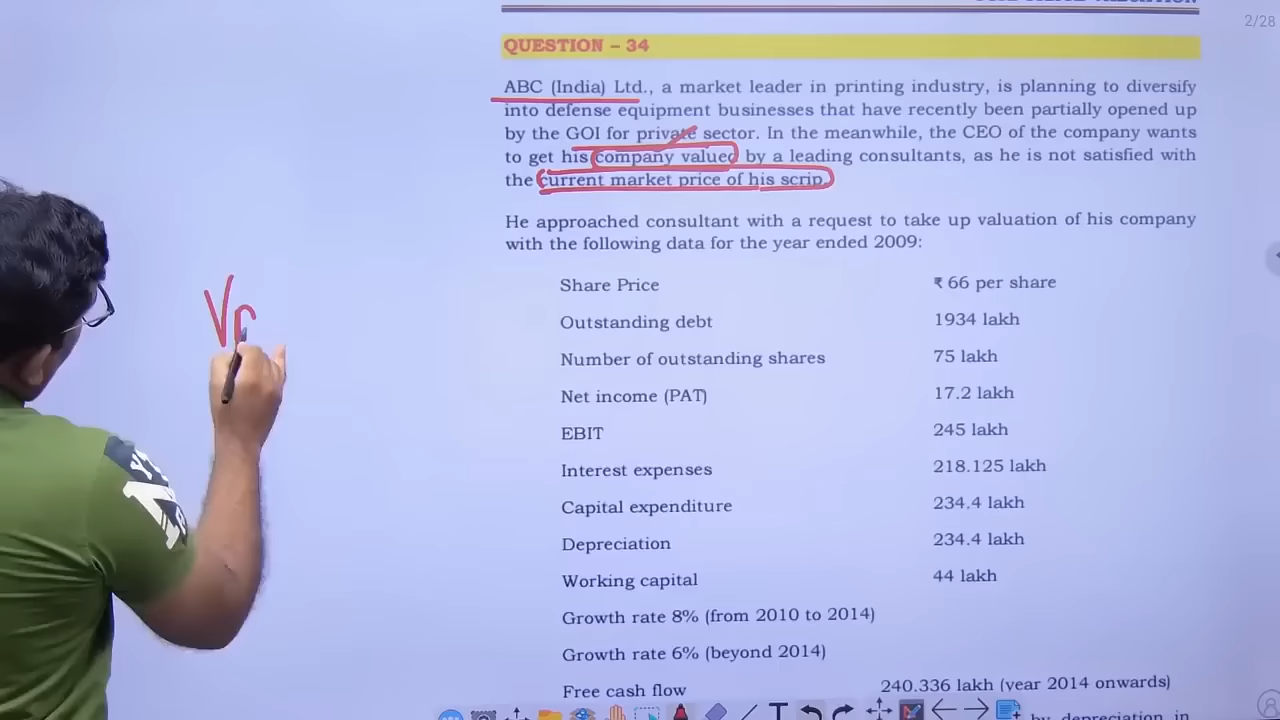 2/28
QUESTION – 34
ABC (India) Ltd., a market leader in printing industry, is planning to diversify
into defense equipment businesses that have recently been partially opened up
by the GOI for private sector. In the meanwhile, the CEO of the company wants
to get his company valued by a leading consultants, as he is not satisfied with
the current market price of his scrip.
He approached consultant with a request to take up valuation of his company
with the following data for the year ended 2009:
Share Price ₹ 66 per share
Outstanding debt 1934 lakh
Number of outstanding shares 75 lakh
Net income (PAT) 17.2 lakh
EBIT 245 lakh
Interest expenses 218.125 lakh
Capital expenditure 234.4 lakh
Depreciation 234.4 lakh
Working capital 44 lakh
Growth rate 8% (from 2010 to 2014)
Growth rate 6% (beyond 2014)
Free cash flow 240.336 lakh (year 2014 onwards)
by depreciation in